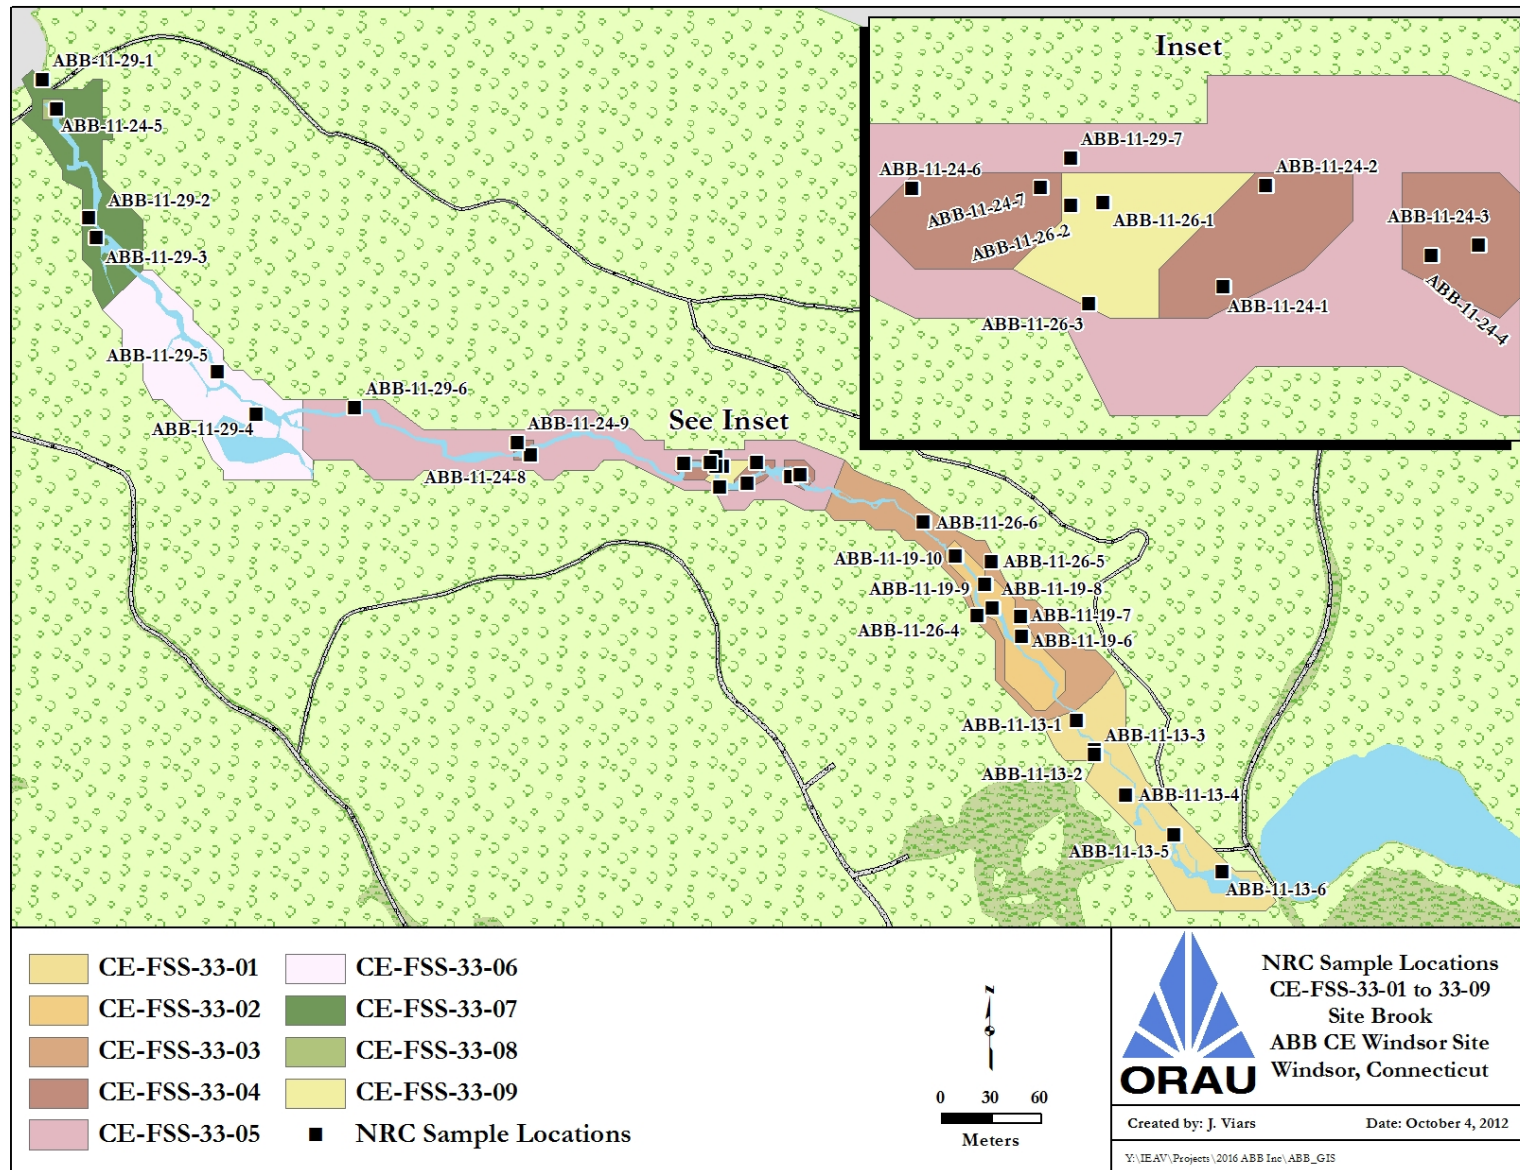 ABB-11-29-1
ABB-11-24-5
ABB-11-29-2
ABB-11-29-3
ABB-11-29-5
ABB-11-29-4
ABB-11-29-6
ABB-11-24-9
ABB-11-24-8
See Inset
Inset
ABB-11-29-7
ABB-11-24-6
ABB-11-24-2
ABB-11-24-7
ABB-11-26-1
ABB-11-24-3
ABB-11-26-2
ABB-11-24-1
ABB-11-26-3
ABB-11-24-4
ABB-11-26-6
ABB-11-19-10
ABB-11-26-5
ABB-11-19-9
ABB-11-19-8
ABB-11-19-7
ABB-11-26-4
ABB-11-19-6
ABB-11-13-1
ABB-11-13-3
ABB-11-13-2
ABB-11-13-4
ABB-11-13-5
ABB-11-13-6
CE-FSS-33-01
CE-FSS-33-02
CE-FSS-33-03
CE-FSS-33-04
CE-FSS-33-05
CE-FSS-33-06
CE-FSS-33-07
CE-FSS-33-08
CE-FSS-33-09
NRC Sample Locations
N
0 30 60
Meters
ORAU
NRC Sample Locations
CE-FSS-33-01 to 33-09
Site Brook
ABB CE Windsor Site
Windsor, Connecticut
Created by: J. Viars
Date: October 4, 2012
Y:\IEAV\Projects\2016 ABB Inc\ABB_GIS